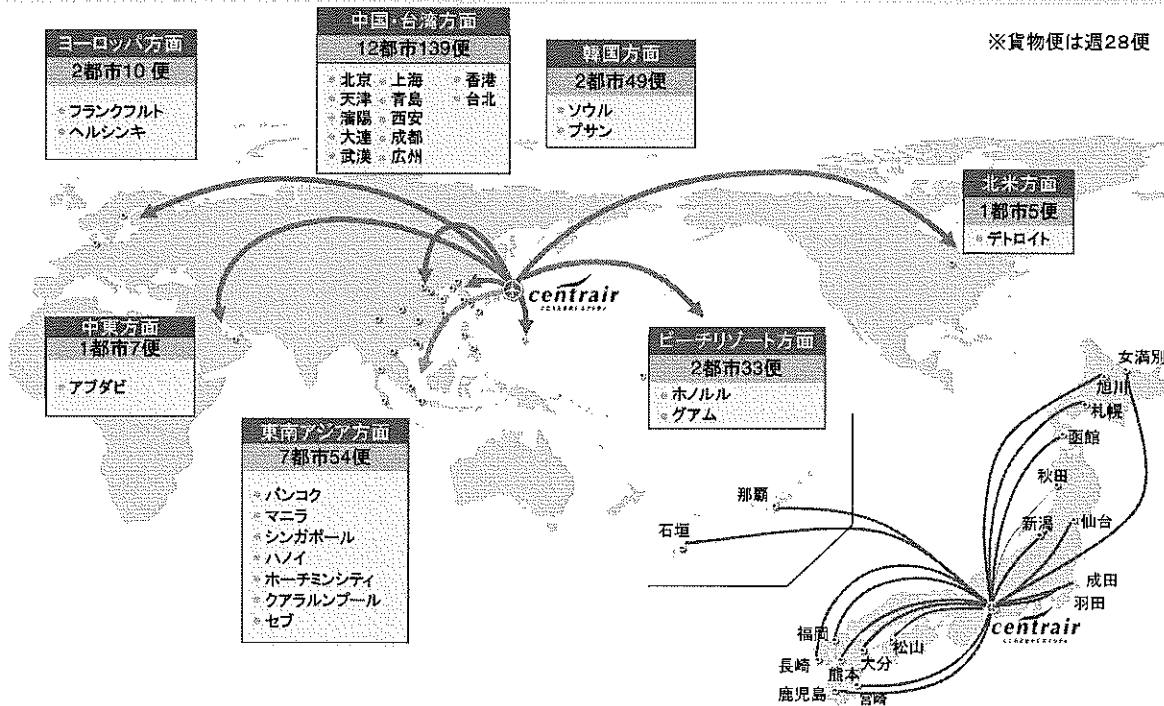 ※貨物便は週28便
ヨーロッパ方面
2都市10便
フランクフルト
ヘルシンキ
中国・台湾方面
12都市139便
北京 上海 香港
天津 青島 台北
瀋陽 西安
大連 成都
武漢 広州
韓国方面
2都市49便
ソウル
プサン
北米方面
1都市5便
デトロイト
centrair
中東方面
1都市7便
アブダビ
ビーチリゾート方面
2都市33便
ホノルル
グアム
東南アジア方面
7都市54便
バンコク
マニラ
シンガポール
ハノイ
ホーチミンシティ
クアラルンプール
セブ
女満別
旭川
札幌
函館
秋田
那覇
石垣
新潟
仙台
成田
羽田
centrair
福岡
松山
長崎
熊本
大分
鹿児島
宮崎